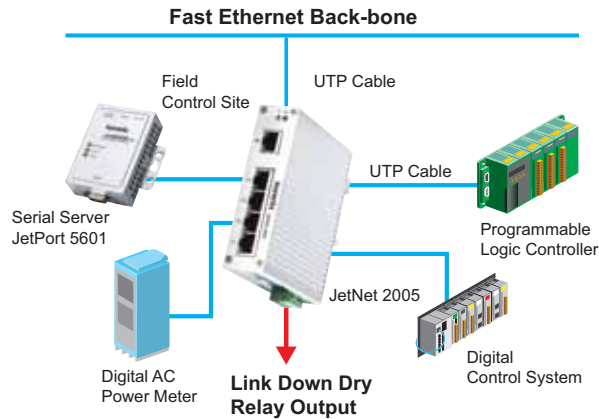 Fast Ethernet Back-bone
Field
Control Site
UTP Cable
UTP Cable
Serial Server
JetPort 5601
Programmable
Logic Controller
JetNet 2005
Digital AC
Power Meter
Link Down Dry
Relay Output
Digital
Control System